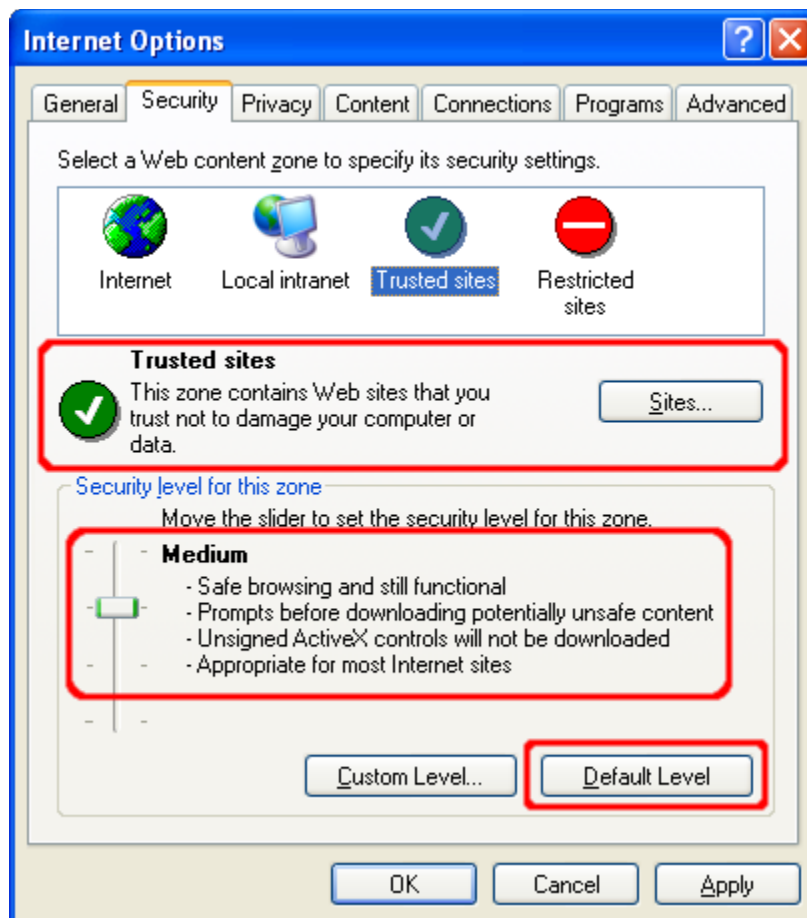 Internet Options
General Security Privacy Content Connections Programs Advanced
Select a Web content zone to specify its security settings.
Internet Local intranet Trusted sites Restricted
sites
Trusted sites
This zone contains Web sites that you
trust not to damage your computer or
data.
Sites...
Security level for this zone
Move the slider to set the security level for this zone.
Medium
- Safe browsing and still functional
- Prompts before downloading potentially unsafe content
- Unsigned ActiveX controls will not be downloaded
- Appropriate for most Internet sites
Custom Level... Default Level
OK Cancel Apply